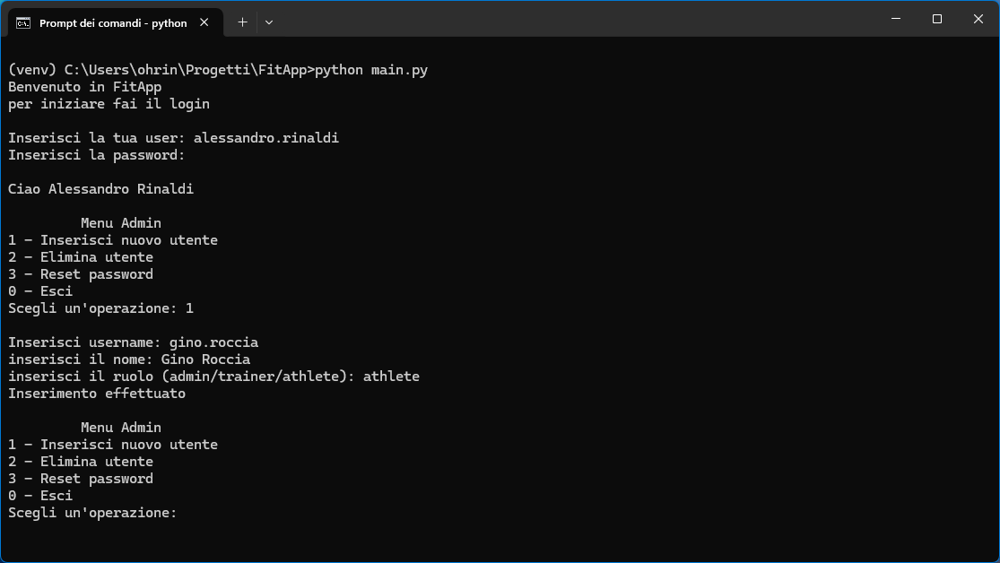 Prompt dei comandi - python
(venv) C:\Users\ohrin\Progetti\FitApp>python main.py
Benvenuto in FitApp
per iniziare fai il login
Inserisci la tua user: alessandro.rinaldi
Inserisci la password:
Ciao Alessandro Rinaldi
Menu Admin
1 - Inserisci nuovo utente
2 - Elimina utente
3 - Reset password
0 - Esci
Scegli un'operazione: 1
Inserisci username: gino.roccia
inserisci il nome: Gino Roccia
inserisci il ruolo (admin/trainer/athlete): athlete
Inserimento effettuato
Menu Admin
1 - Inserisci nuovo utente
2 - Elimina utente
3 - Reset password
0 - Esci
Scegli un'operazione: